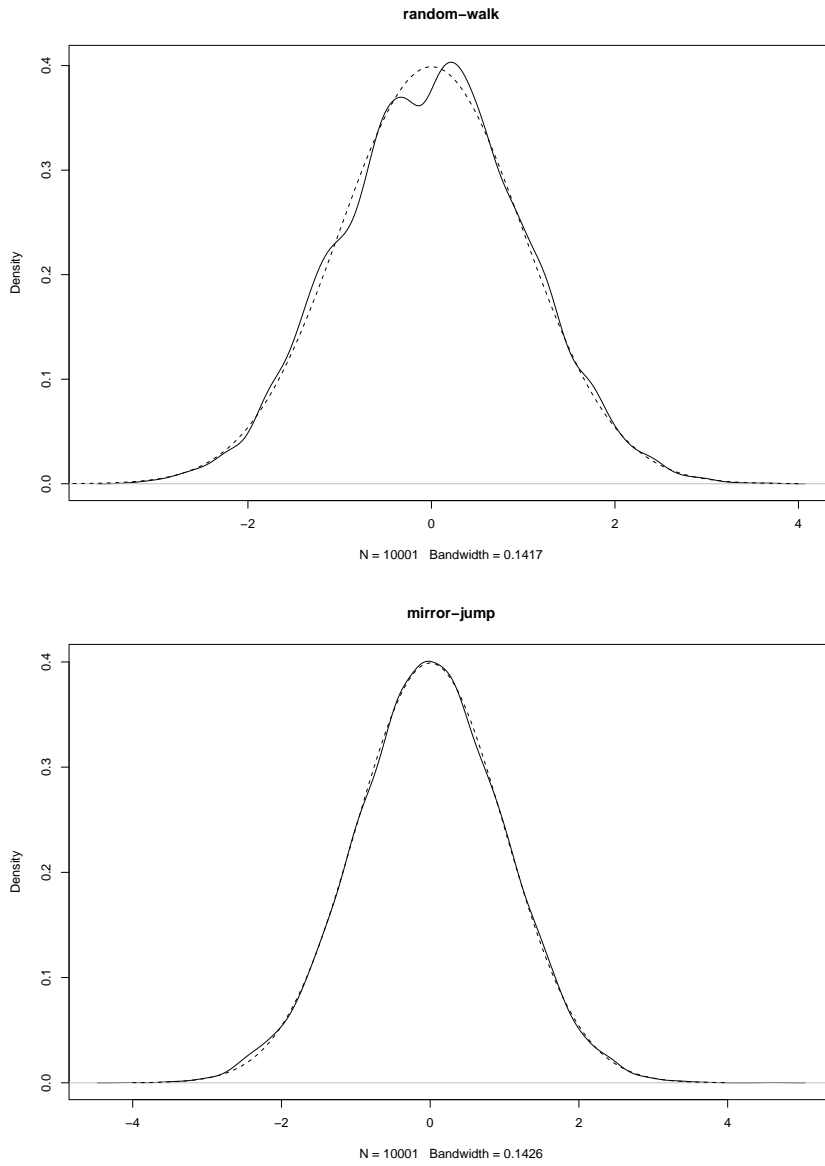 random−walk
0.4
0.3
0.2
0.1
0.0
Density
−2 0 2 4
N = 10001 Bandwidth = 0.1417
mirror−jump
0.4
0.3
0.2
0.1
0.0
Density
−4 −2 0 2 4
N = 10001 Bandwidth = 0.1426